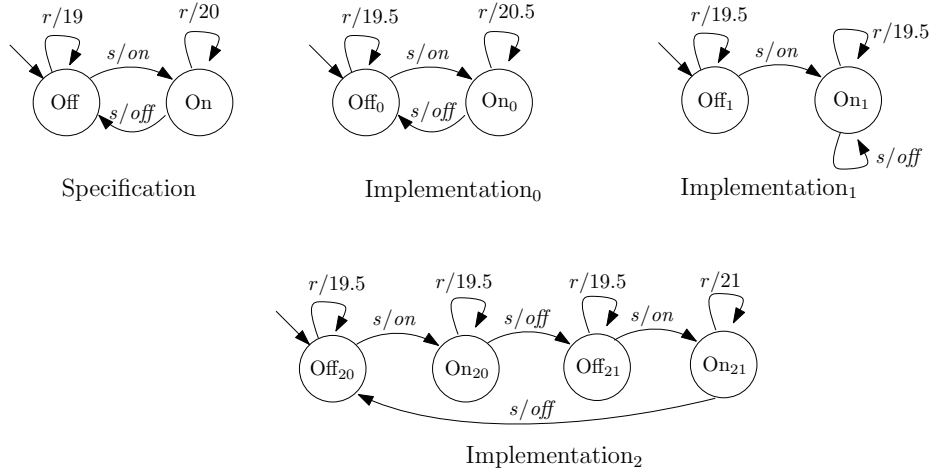 r/19
r/20
s/on
Off
On
s/off
Specification
r/19.5
r/20.5
s/on
Off₀
On₀
s/off
Implementation₀
r/19.5
r/19.5
s/on
Off₁
On₁
s/off
Implementation₁
r/19.5
r/19.5
r/19.5
r/21
s/on
s/off
s/on
Off₂₀
On₂₀
Off₂₁
On₂₁
s/off
Implementation₂